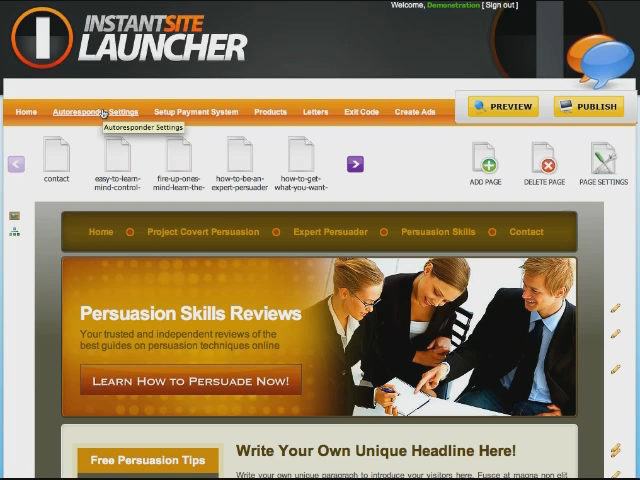 Welcome, Demonstration [ Sign out ]
INSTANTSITE
LAUNCHER
Home Autoresponder Settings Setup Payment System Products Letters Exit Code Create Ads
PREVIEW PUBLISH
Autoresponder Settings
contact
easy-to-learn-
mind-control-
fire-up-ones-
mind-learn-the-
how-to-be-an-
expert-persuader
how-to-get-
what-you-want-
ADD PAGE DELETE PAGE PAGE SETTINGS
Home Project Covert Persuasion Expert Persuader Persuasion Skills Contact
Persuasion Skills Reviews
Your trusted and independent reviews of the
best guides on persuasion techniques online
LEARN HOW TO PERSUADE NOW!
Free Persuasion Tips
Write Your Own Unique Headline Here!
Write your own unique paragraph to introduce your visitors here. Fusce at magna non elit